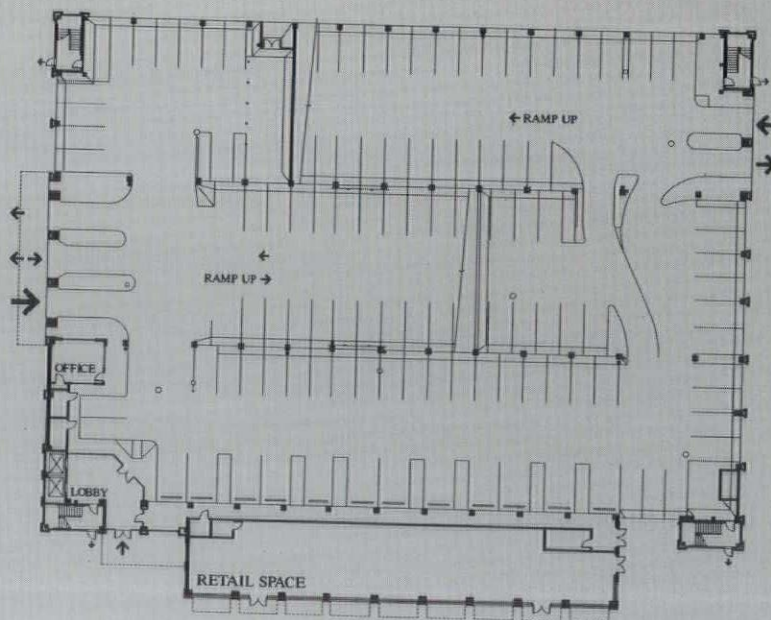 ← RAMP UP
←
RAMP UP →
OFFICE
LOBBY
RETAIL SPACE